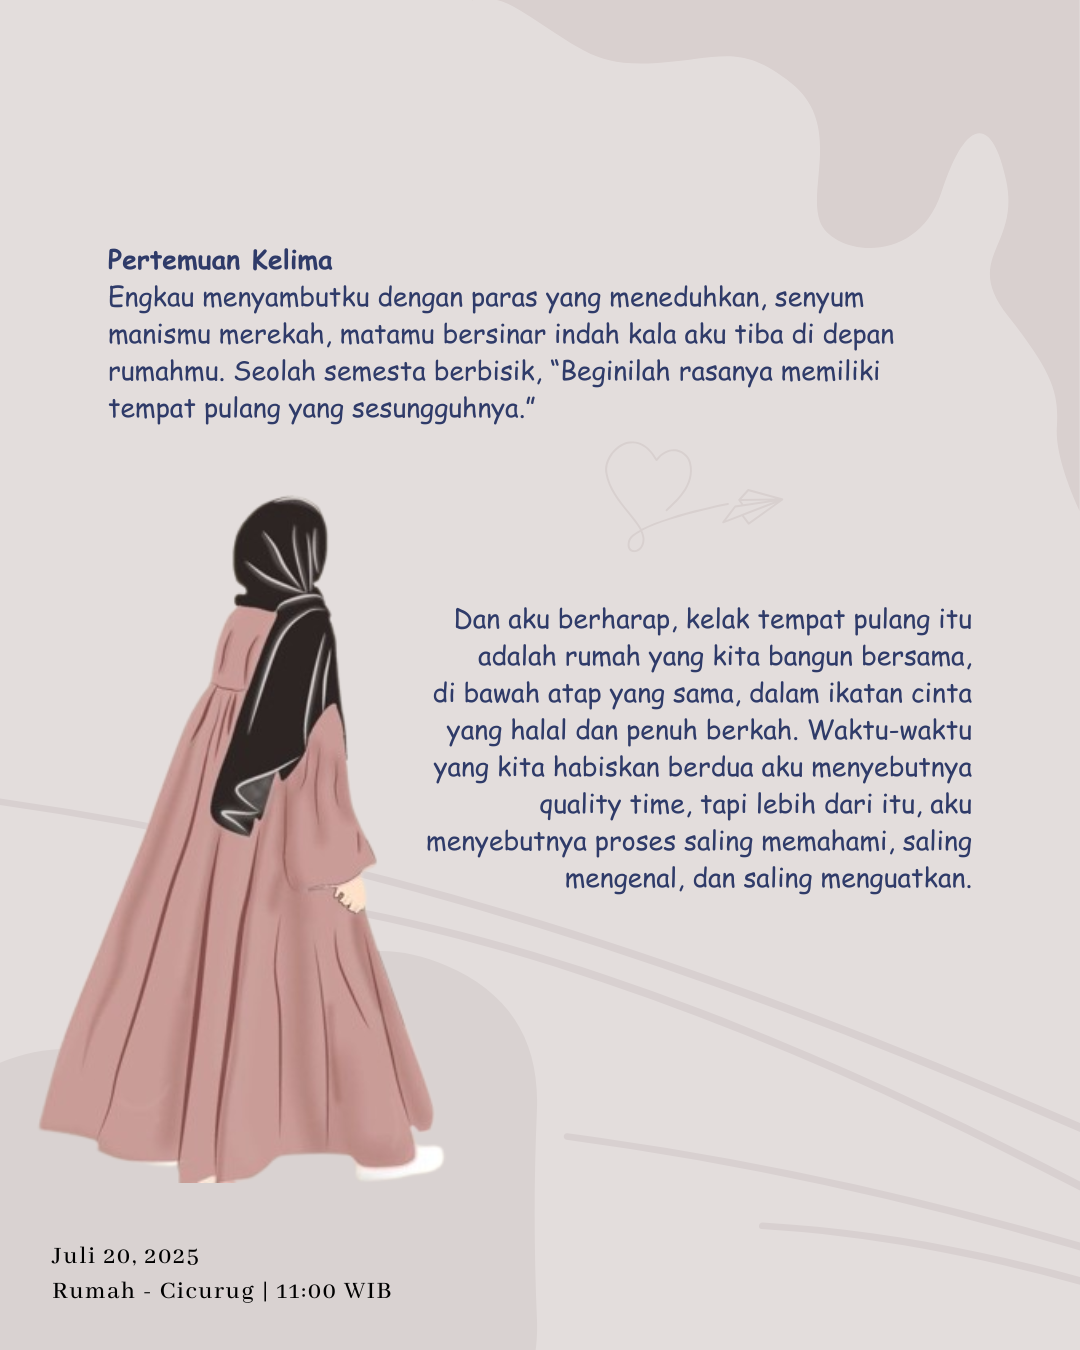 Pertemuan Kelima
Engkau menyambutku dengan paras yang meneduhkan, senyum
manismu merekah, matamu bersinar indah kala aku tiba di depan
rumahmu. Seolah semesta berbisik, “Beginilah rasanya memiliki
tempat pulang yang sesungguhnya.”
Dan aku berharap, kelak tempat pulang itu
adalah rumah yang kita bangun bersama,
di bawah atap yang sama, dalam ikatan cinta
yang halal dan penuh berkah. Waktu-waktu
yang kita habiskan berdua aku menyebutnya
quality time, tapi lebih dari itu, aku
menyebutnya proses saling memahami, saling
mengenal, dan saling menguatkan.
Juli 20, 2025
Rumah - Cicurug | 11:00 WIB